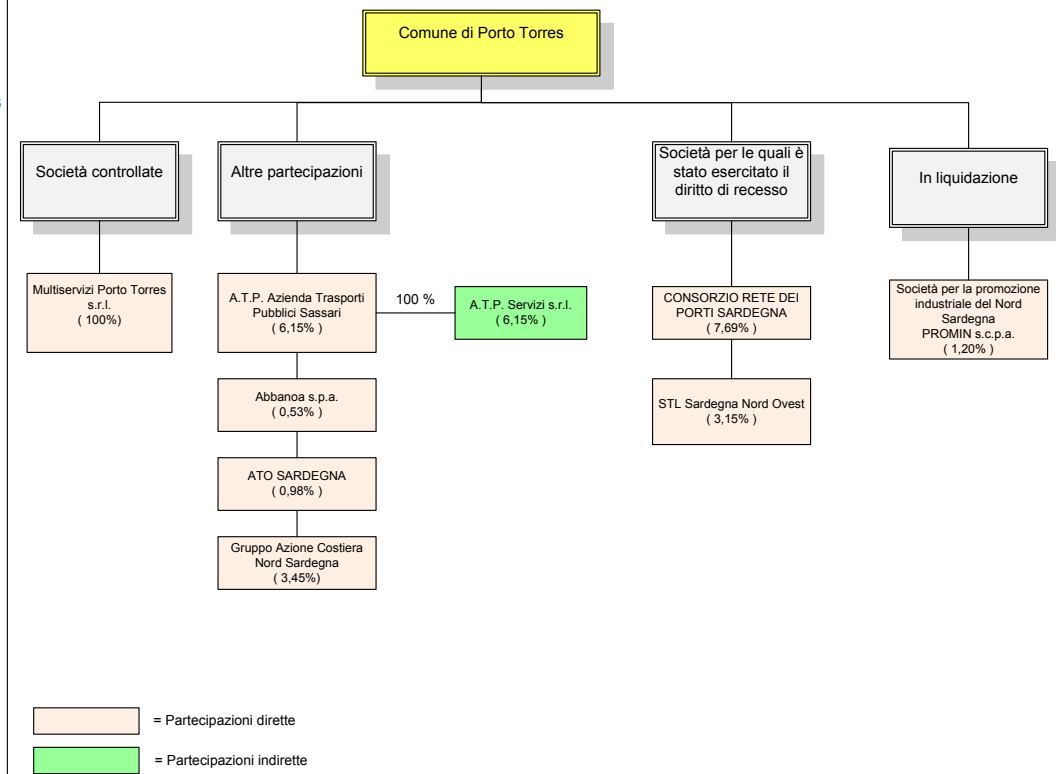 Comune di Porto Torres
Società controllate
Altre partecipazioni
Società per le quali è
stato esercitato il
diritto di recesso
In liquidazione
Multiservizi Porto Torres
s.r.l.
( 100%)
A.T.P. Azienda Trasporti
Pubblici Sassari
( 6,15% )
100 %
A.T.P. Servizi s.r.l.
( 6,15% )
CONSORZIO RETE DEI
PORTI SARDEGNA
( 7,69% )
Società per la promozione
industriale del Nord
Sardegna
PROMIN s.c.p.a.
( 1,20% )
Abbanoa s.p.a.
( 0,53% )
STL Sardegna Nord Ovest
( 3,15% )
ATO SARDEGNA
( 0,98% )
Gruppo Azione Costiera
Nord Sardegna
( 3,45%)
= Partecipazioni dirette
= Partecipazioni indirette